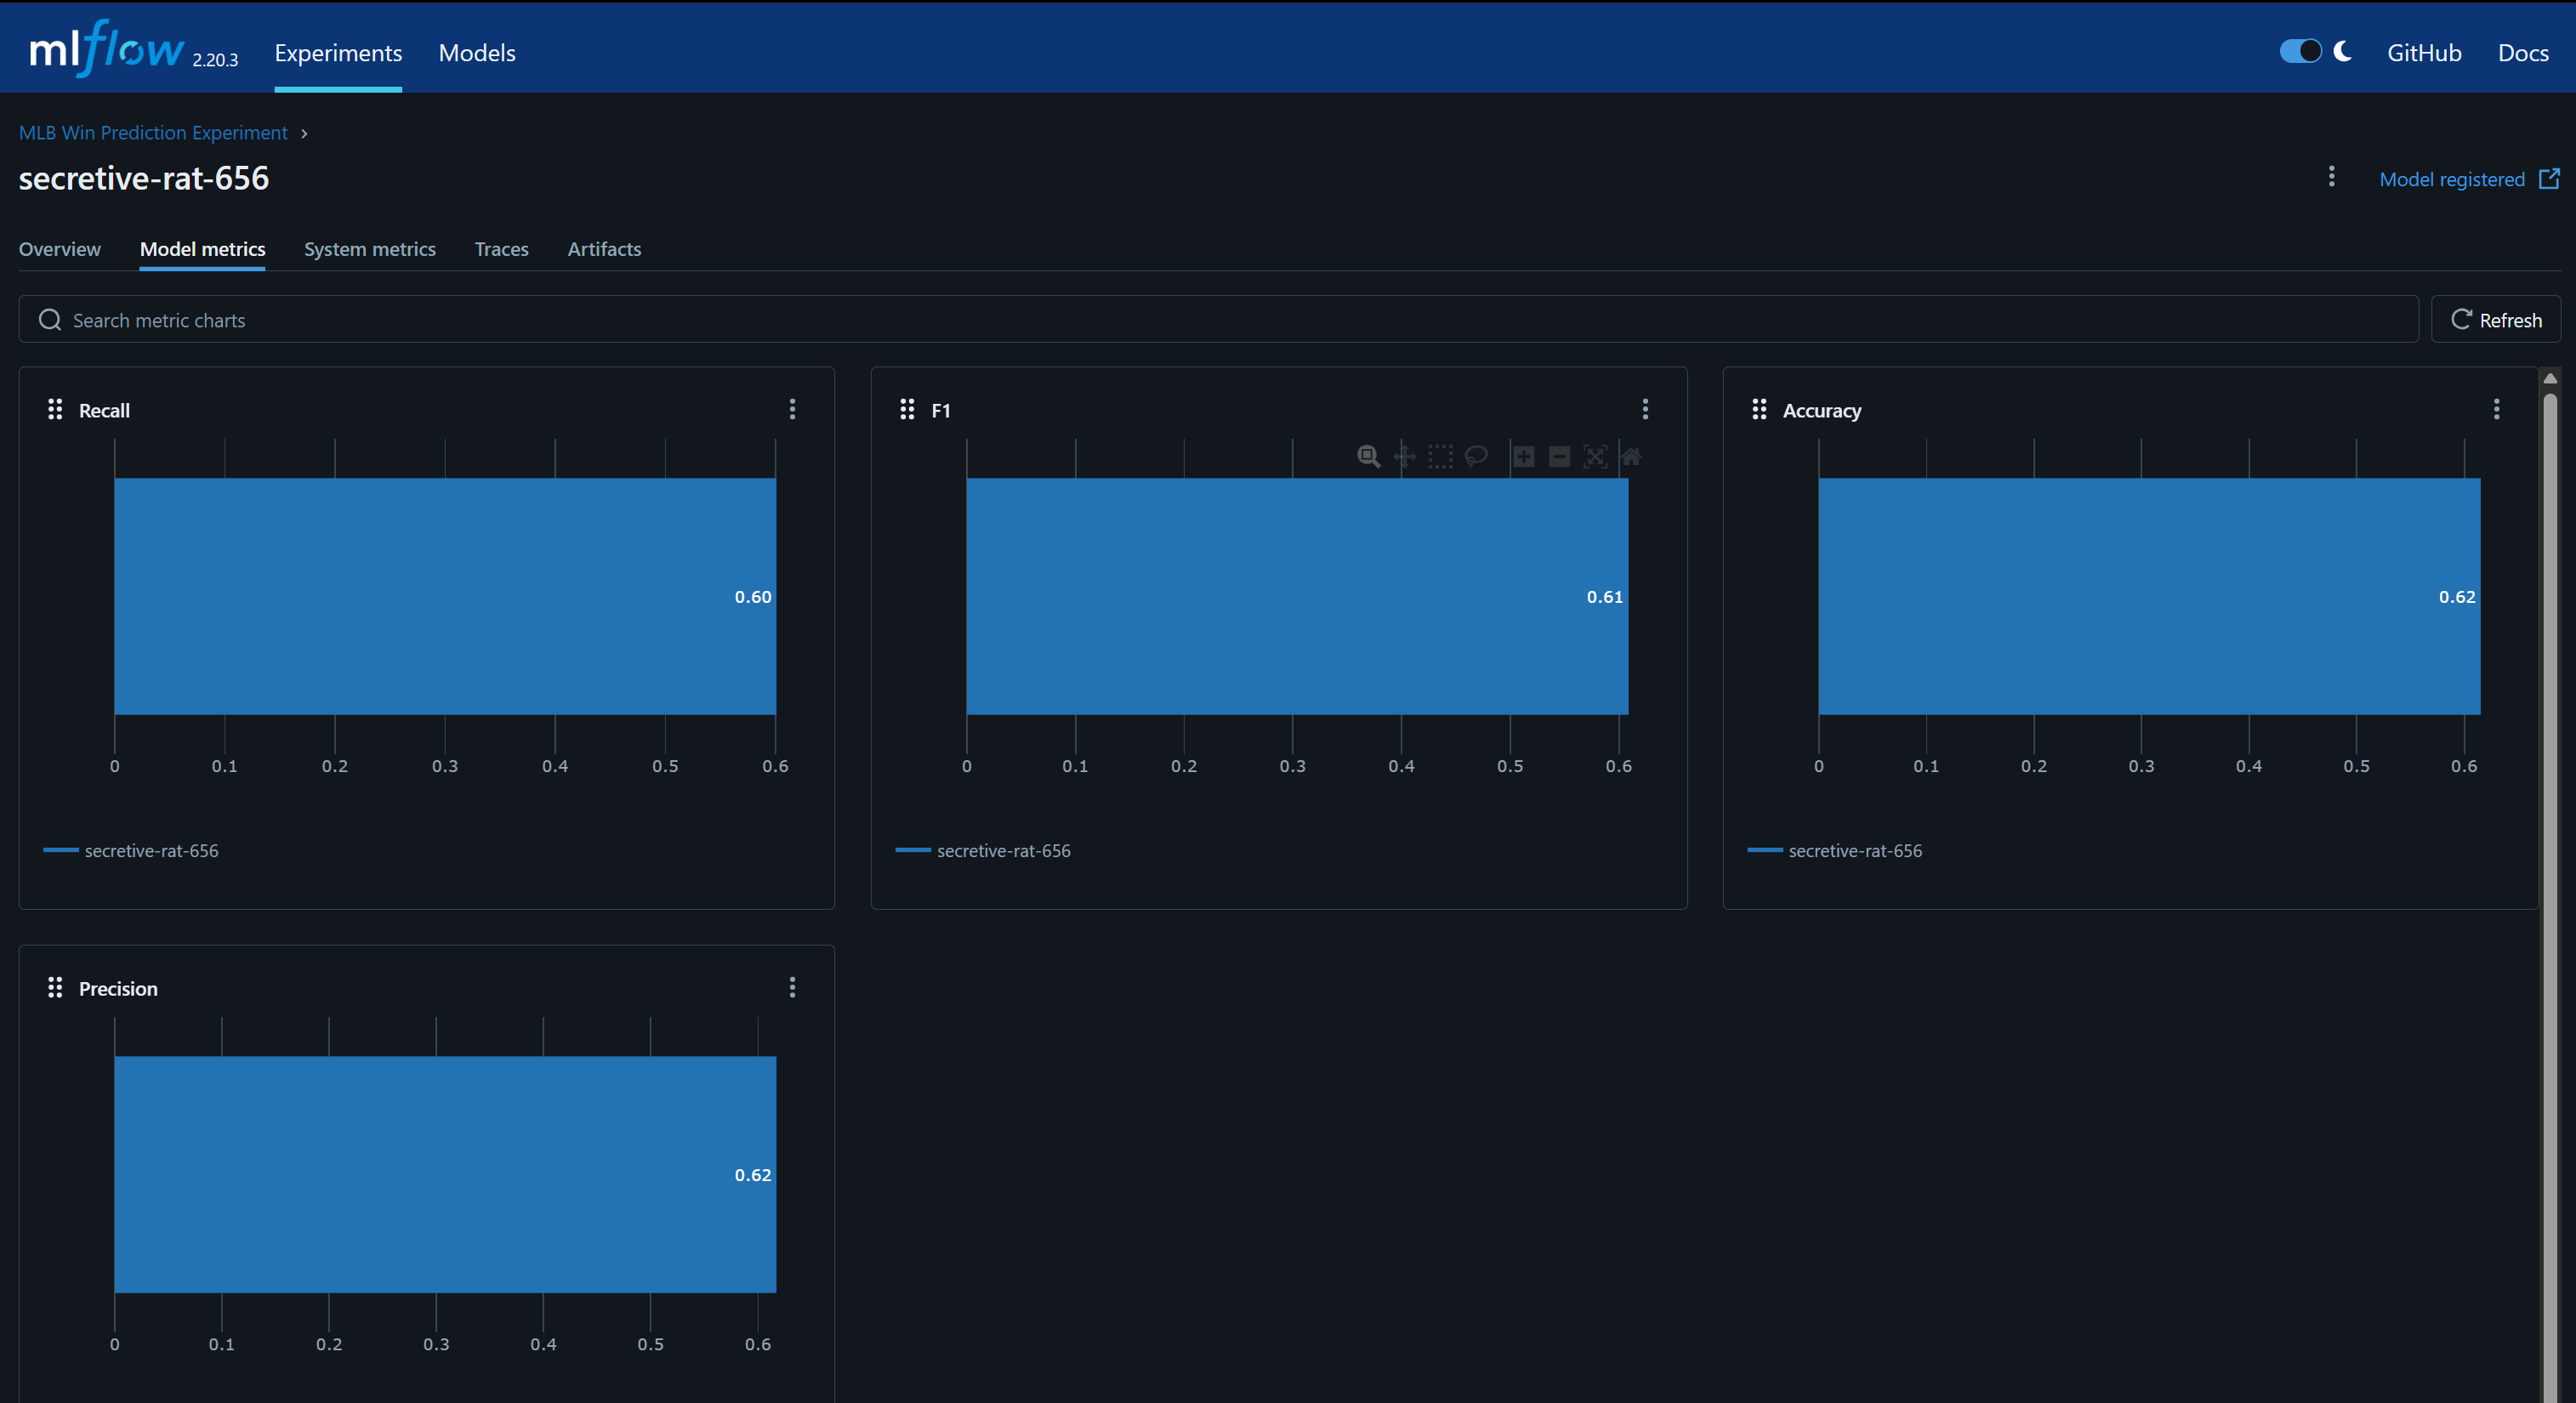 mlflow 2.20.3 Experiments Models GitHub Docs
MLB Win Prediction Experiment
secretive-rat-656
Model registered
Overview Model metrics System metrics Traces Artifacts
Search metric charts
Refresh
Recall
0.60
0 0.1 0.2 0.3 0.4 0.5 0.6
secretive-rat-656
F1
0.61
0 0.1 0.2 0.3 0.4 0.5 0.6
secretive-rat-656
Accuracy
0.62
0 0.1 0.2 0.3 0.4 0.5 0.6
secretive-rat-656
Precision
0.62
0 0.1 0.2 0.3 0.4 0.5 0.6